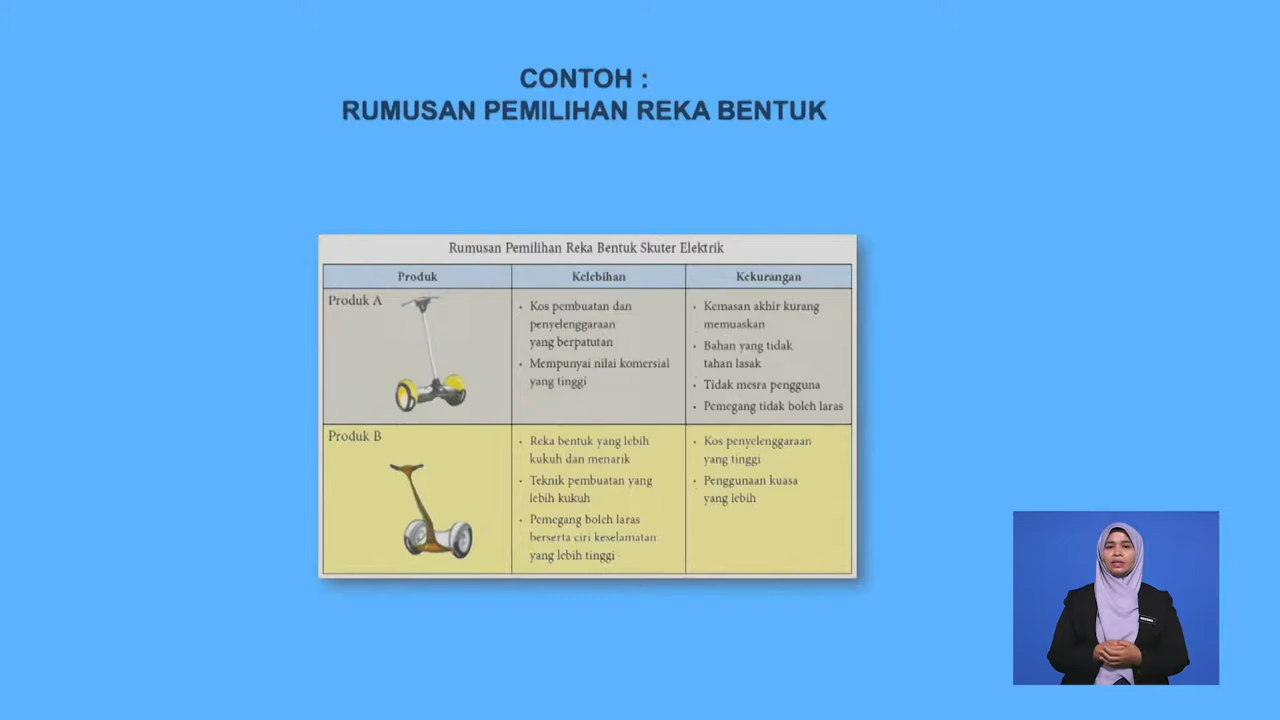 CONTOH :
RUMUSAN PEMILIHAN REKA BENTUK
Rumusan Pemilihan Reka Bentuk Skuter Elektrik
Produk
Kelebihan
Kekurangan
Produk A
• Kos pembuatan dan
penyelenggaraan
yang berpatutan
• Mempunyai nilai komersial
yang tinggi
• Kemasan akhir kurang
memuaskan
• Bahan yang tidak
tahan lasak
• Tidak mesra pengguna
• Pemegang tidak boleh laras
Produk B
• Reka bentuk yang lebih
kukuh dan menarik
• Teknik pembuatan yang
lebih kukuh
• Pemegang boleh laras
berserta ciri keselamatan
yang lebih tinggi
• Kos penyelenggaraan
yang tinggi
• Penggunaan kuasa
yang lebih